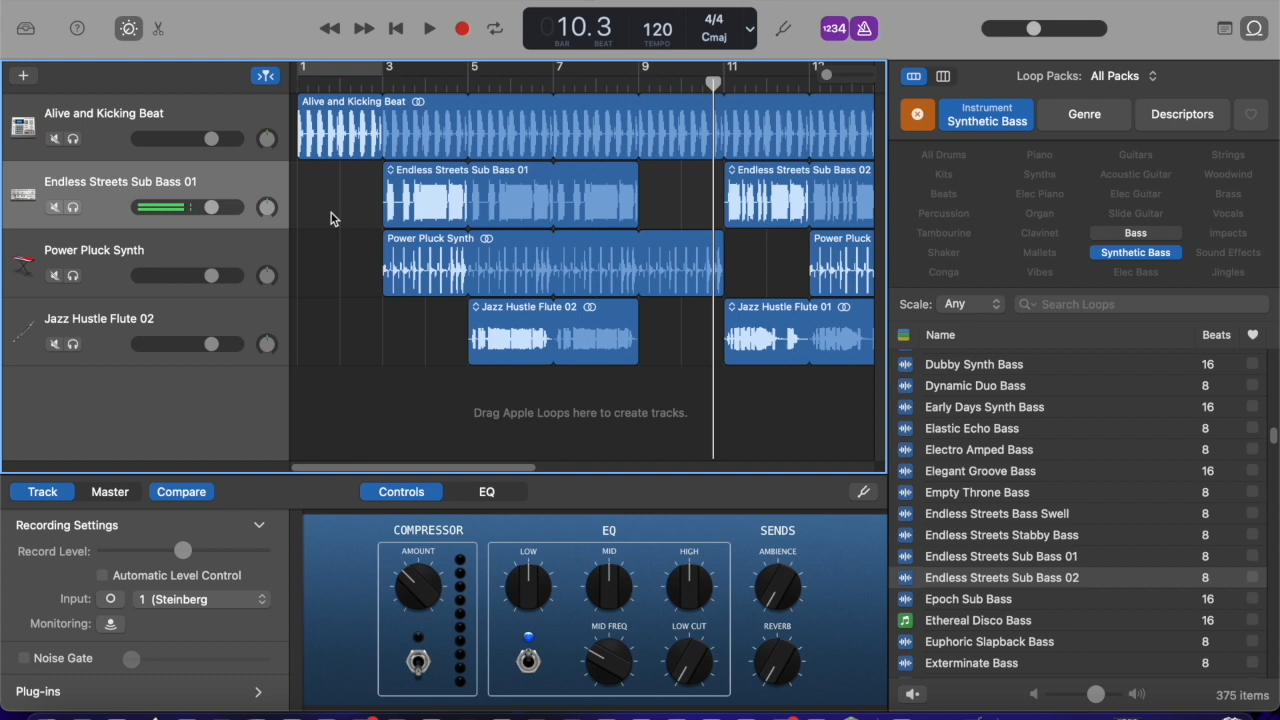 10.3
BAR
BEAT
120
TEMPO
4/4
Cmaj
1234
Loop Packs: All Packs
1
3
5
7
9
11
Instrument
Synthetic Bass
Genre
Descriptors
Alive and Kicking Beat
Alive and Kicking Beat
Endless Streets Sub Bass 01
Endless Streets Sub Bass 01
Endless Streets Sub Bass 02
Power Pluck Synth
Power Pluck Synth
Power Pluck
Jazz Hustle Flute 02
Jazz Hustle Flute 02
Jazz Hustle Flute 01
Drag Apple Loops here to create tracks.
All Drums Piano Guitars Strings
Kits Synths Acoustic Guitar Woodwind
Beats Elec Piano Elec Guitar Brass
Percussion Organ Slide Guitar Vocals
Tambourine Clavinet Bass Impacts
Shaker Mallets Synthetic Bass Sound Effects
Conga Vibes Elec Bass Jingles
Scale: Any Search Loops
Name Beats
Dubby Synth Bass 16
Dynamic Duo Bass 8
Early Days Synth Bass 16
Elastic Echo Bass 8
Electro Amped Bass 8
Elegant Groove Bass 16
Empty Throne Bass 8
Endless Streets Bass Swell 8
Endless Streets Stabby Bass 8
Endless Streets Sub Bass 01 8
Endless Streets Sub Bass 02 8
Epoch Sub Bass 16
Ethereal Disco Bass 16
Euphoric Slapback Bass 8
Exterminate Bass 8
375 items
Track Master Compare
Controls EQ
Recording Settings
Record Level:
Automatic Level Control
Input: 1 (Steinberg
Monitoring:
Noise Gate
Plug-ins
COMPRESSOR
AMOUNT
EQ
LOW MID HIGH
MID FREQ LOW CUT
SENDS
AMBIENCE
REVERB